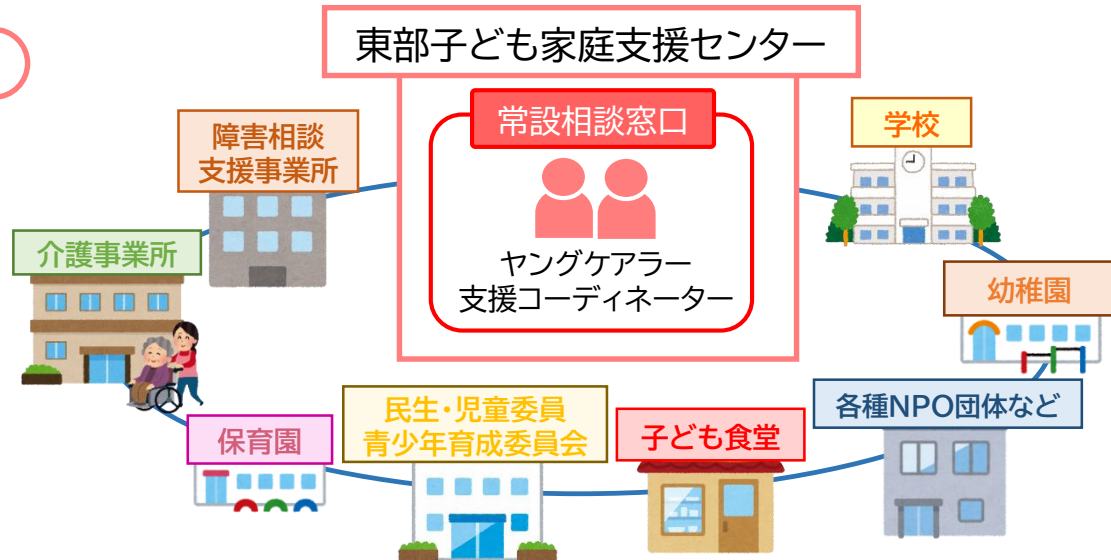 東部子ども家庭支援センター
常設相談窓口
ヤングケアラー
支援コーディネーター
障害相談
支援事業所
学校
介護事業所
幼稚園
保育園
民生・児童委員
青少年育成委員会
子ども食堂
各種NPO団体など